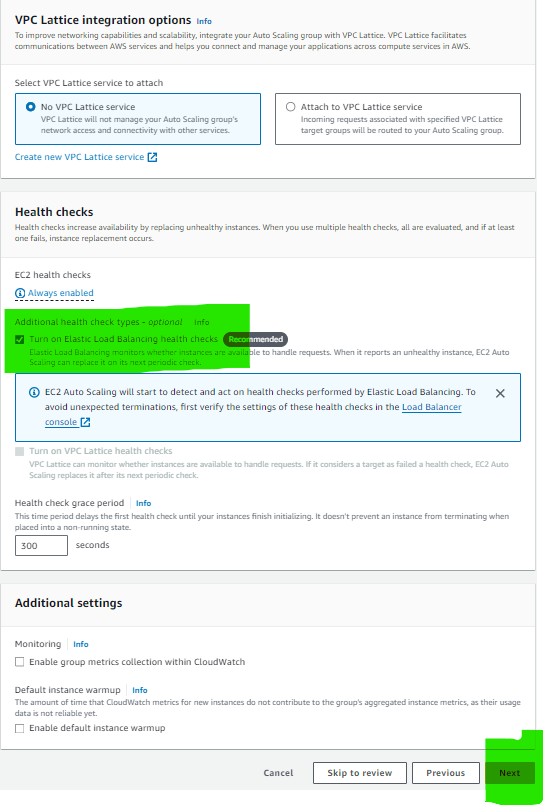 VPC Lattice integration options Info
To improve networking capabilities and scalability, integrate your Auto Scaling group with VPC Lattice. VPC Lattice facilitates
communications between AWS services and helps you connect and manage your applications across compute services in AWS.
Select VPC Lattice service to attach
No VPC Lattice service
VPC Lattice will not manage your Auto Scaling group's
network access and connectivity with other services.
Attach to VPC Lattice service
Incoming requests associated with specified VPC Lattice
target groups will be routed to your Auto Scaling group.
Create new VPC Lattice service
Health checks
Health checks increase availability by replacing unhealthy instances. When you use multiple health checks, all are evaluated, and if at least
one fails, instance replacement occurs.
EC2 health checks
Always enabled
Additional health check types - optional Info
Turn on Elastic Load Balancing health checks Recommended
Elastic Load Balancing monitors whether instances are available to handle requests. When it reports an unhealthy instance, EC2 Auto
Scaling can replace it on its next periodic check.
EC2 Auto Scaling will start to detect and act on health checks performed by Elastic Load Balancing. To
avoid unexpected terminations, first verify the settings of these health checks in the Load Balancer
console
Turn on VPC Lattice health checks
VPC Lattice can monitor whether instances are available to handle requests. If it considers a target as failed a health check, EC2 Auto
Scaling replaces it after its next periodic check.
Health check grace period Info
This time period delays the first health check until your instances finish initializing. It doesn't prevent an instance from terminating when
placed into a non-running state.
300 seconds
Additional settings
Monitoring Info
Enable group metrics collection within CloudWatch
Default instance warmup Info
The amount of time that CloudWatch metrics for new instances do not contribute to the group's aggregated instance metrics, as their usage
data is not reliable yet.
Enable default instance warmup
Cancel Skip to review Previous Next